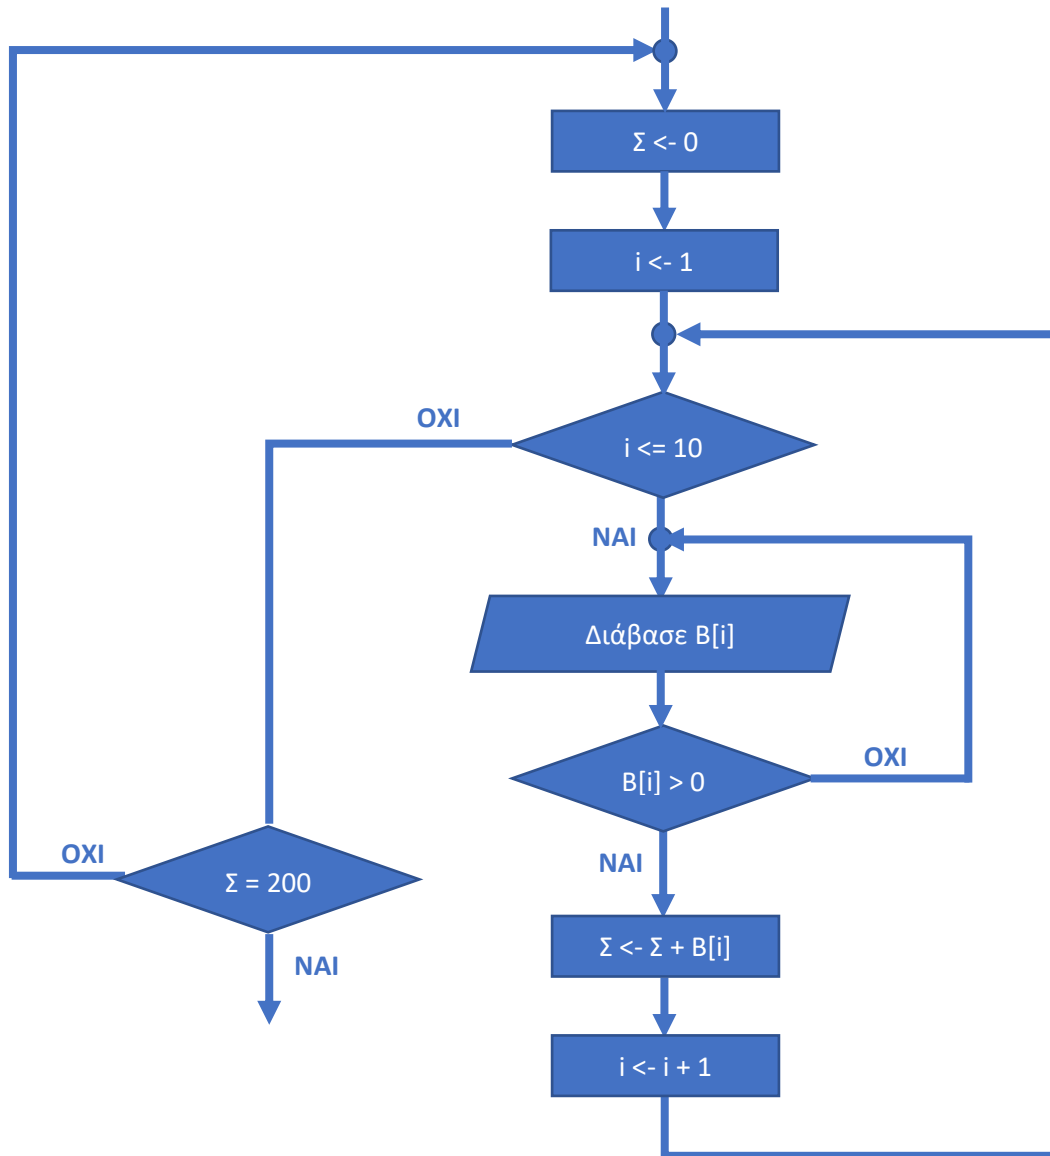 Σ <- 0
i <- 1
ΟΧΙ
i <= 10
ΝΑΙ
Διάβασε Β[i]
Β[i] > 0
ΟΧΙ
ΟΧΙ
Σ = 200
ΝΑΙ
Σ <- Σ + Β[i]
ΝΑΙ
i <- i + 1